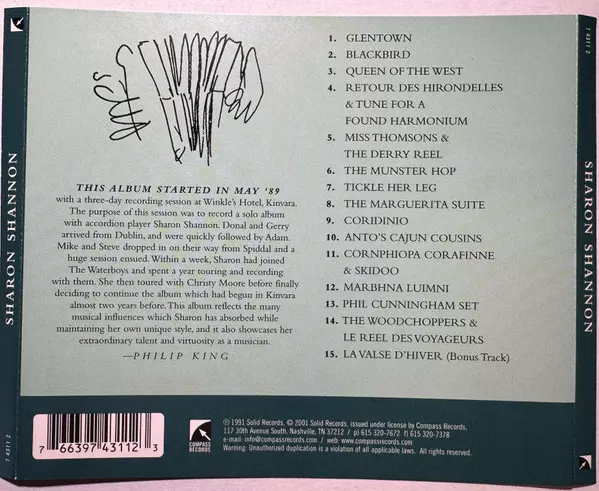 1. GLENTOWN
2. BLACKBIRD
3. QUEEN OF THE WEST
4. RETOUR DES HIRONDELLES
& TUNE FOR A
FOUND HARMONIUM
5. MISS THOMSONS &
THE DERRY REEL
6. THE MUNSTER HOP
7. TICKLE HER LEG
8. THE MARGUERITA SUITE
9. CORIDINIO
10. ANTO'S CAJUN COUSINS
11. CORNPHIOPA CORAFINNE
& SKIDOO
12. MARBHNA LUIMNI
13. PHIL CUNNINGHAM SET
14. THE WOODCHOPPERS &
LE REEL DES VOYAGEURS
15. LA VALSE D'HIVER (Bonus Track)
THIS ALBUM STARTED IN MAY '89
with a three-day recording session at Winkle's Hotel, Kinvara.
The purpose of this session was to record a solo album
with accordion player Sharon Shannon. Donal and Gerry
arrived from Dublin, and were quickly followed by Adam.
Mike and Steve dropped in on their way from Spiddal and a
huge session ensued. Within a week, Sharon had joined
The Waterboys and spent a year touring and recording
with them. She then toured with Christy Moore before finally
deciding to continue the album which had begun in Kinvara
almost two years before. This album reflects the many
musical influences which Sharon has absorbed while
maintaining her own unique style, and it also showcases her
extraordinary talent and virtuosity as a musician.
—PHILIP KING
SHARON SHANNON
7 4311 2
SHARON SHANNON
7 4311 2
7 66397 43112 3
COMPASS
RECORDS
℗ 1991 Solid Records, © 2001 Solid Records, issued under license by Compass Records,
117 30th Avenue South, Nashville, TN 37212 / p) 615 320-7672 f) 615 320-7378
e-mail: info@compassrecords.com / web: www.compassrecords.com
Warning: Unauthorized duplication is a violation of all applicable laws. All rights reserved.